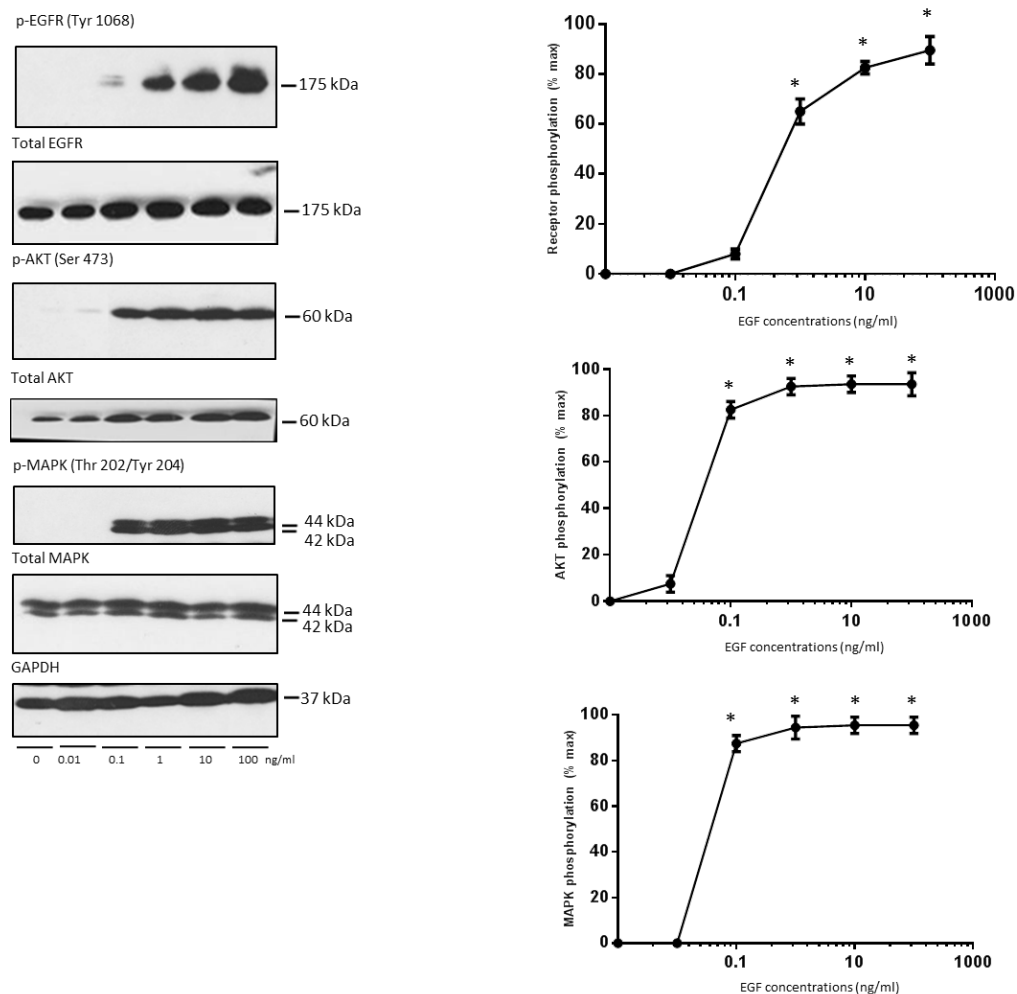 p-EGFR (Tyr 1068)
175 kDa
Total EGFR
175 kDa
p-AKT (Ser 473)
60 kDa
Total AKT
60 kDa
p-MAPK (Thr 202/Tyr 204)
44 kDa
42 kDa
Total MAPK
44 kDa
42 kDa
GAPDH
37 kDa
0 0.01 0.1 1 10 100 ng/ml
Receptor phosphorylation (% max)
100
80
60
40
20
0
* * *
0.1 10 1000
EGF concentrations (ng/ml)
AKT phosphorylation (% max)
100
80
60
40
20
0
* * * *
0.1 10 1000
EGF concentrations (ng/ml)
MAPK phosphorylation (% max)
100
80
60
40
20
0
* * * *
0.1 10 1000
EGF concentrations (ng/ml)